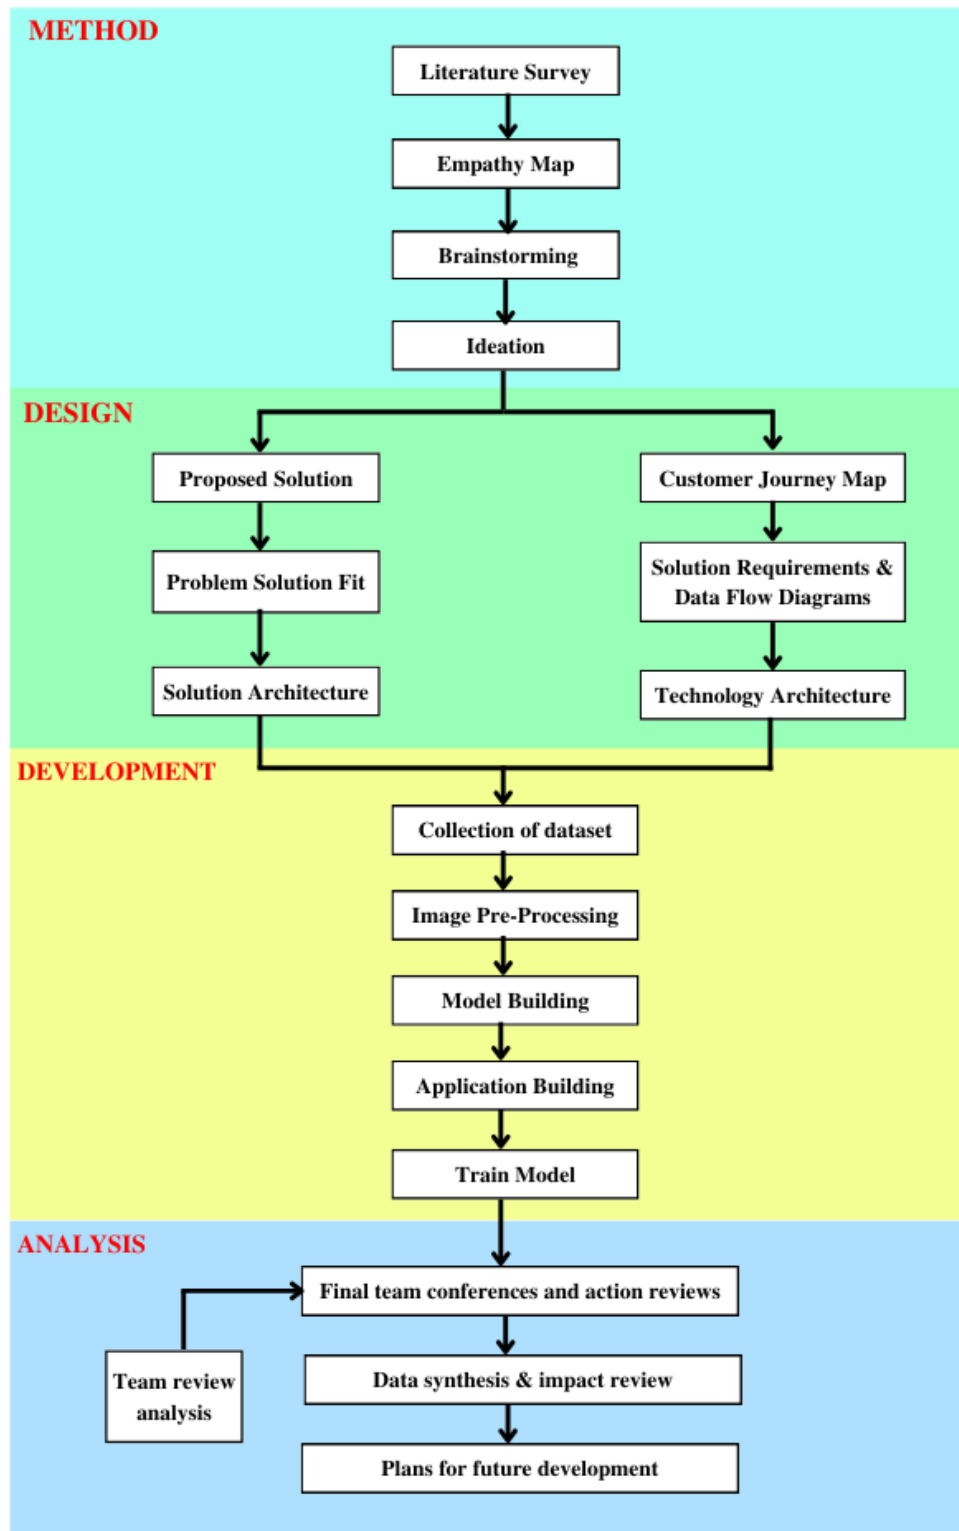 METHOD
Literature Survey
Empathy Map
Brainstorming
Ideation
DESIGN
Proposed Solution
Customer Journey Map
Problem Solution Fit
Solution Requirements &
Data Flow Diagrams
Solution Architecture
Technology Architecture
DEVELOPMENT
Collection of dataset
Image Pre-Processing
Model Building
Application Building
Train Model
ANALYSIS
Final team conferences and action reviews
Team review
analysis
Data synthesis & impact review
Plans for future development